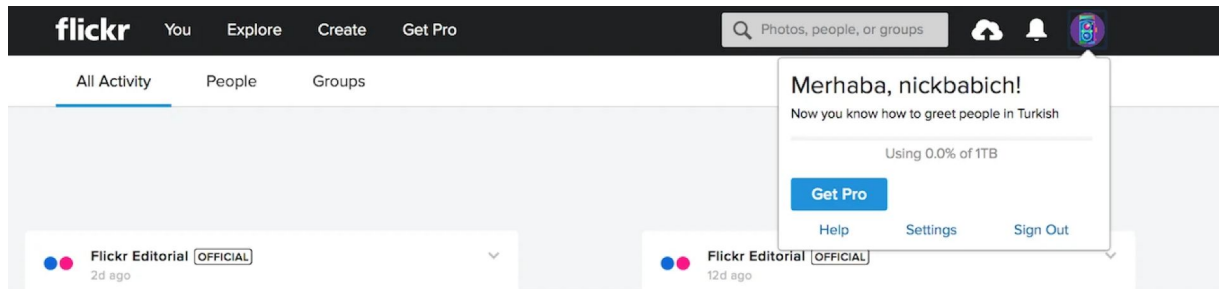 flickr You Explore Create Get Pro Photos, people, or groups
All Activity People Groups
Merhaba, nickbabich!
Now you know how to greet people in Turkish
Using 0.0% of 1TB
Get Pro
Help Settings Sign Out
Flickr Editorial OFFICIAL
2d ago
Flickr Editorial OFFICIAL
12d ago